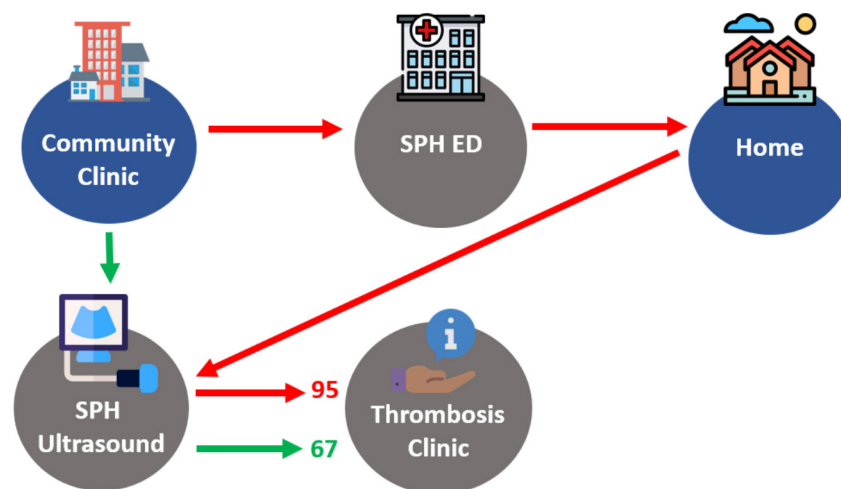 Community
Clinic
SPH ED
Home
SPH
Ultrasound
95
67
Thrombosis
Clinic